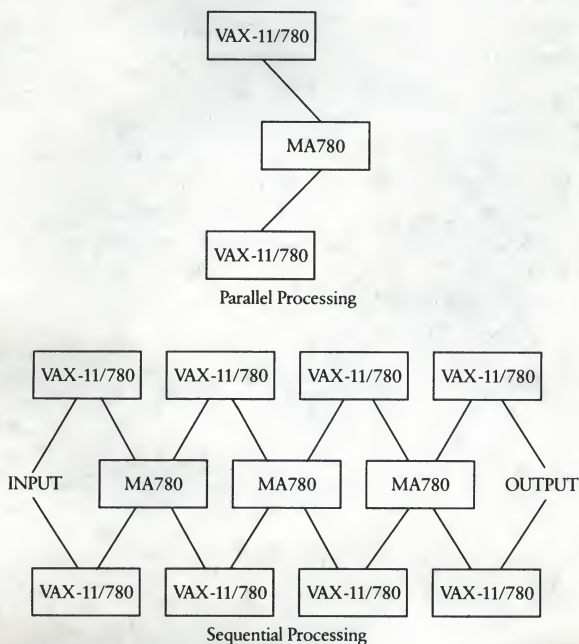 VAX-11/780
MA780
VAX-11/780
Parallel Processing
VAX-11/780 VAX-11/780 VAX-11/780 VAX-11/780
INPUT MA780 MA780 MA780 OUTPUT
VAX-11/780 VAX-11/780 VAX-11/780 VAX-11/780
Sequential Processing